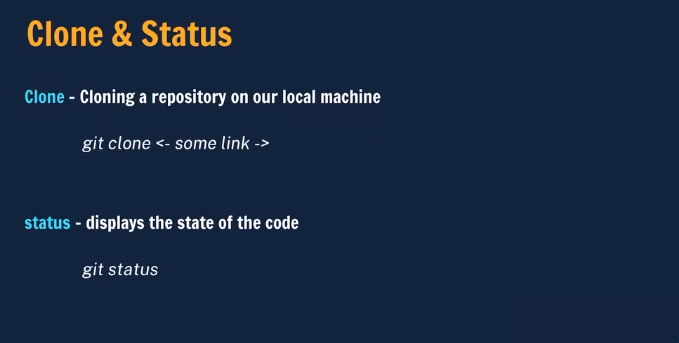 Clone & Status
Clone - Cloning a repository on our local machine
git clone <- some link ->
status - displays the state of the code
git status